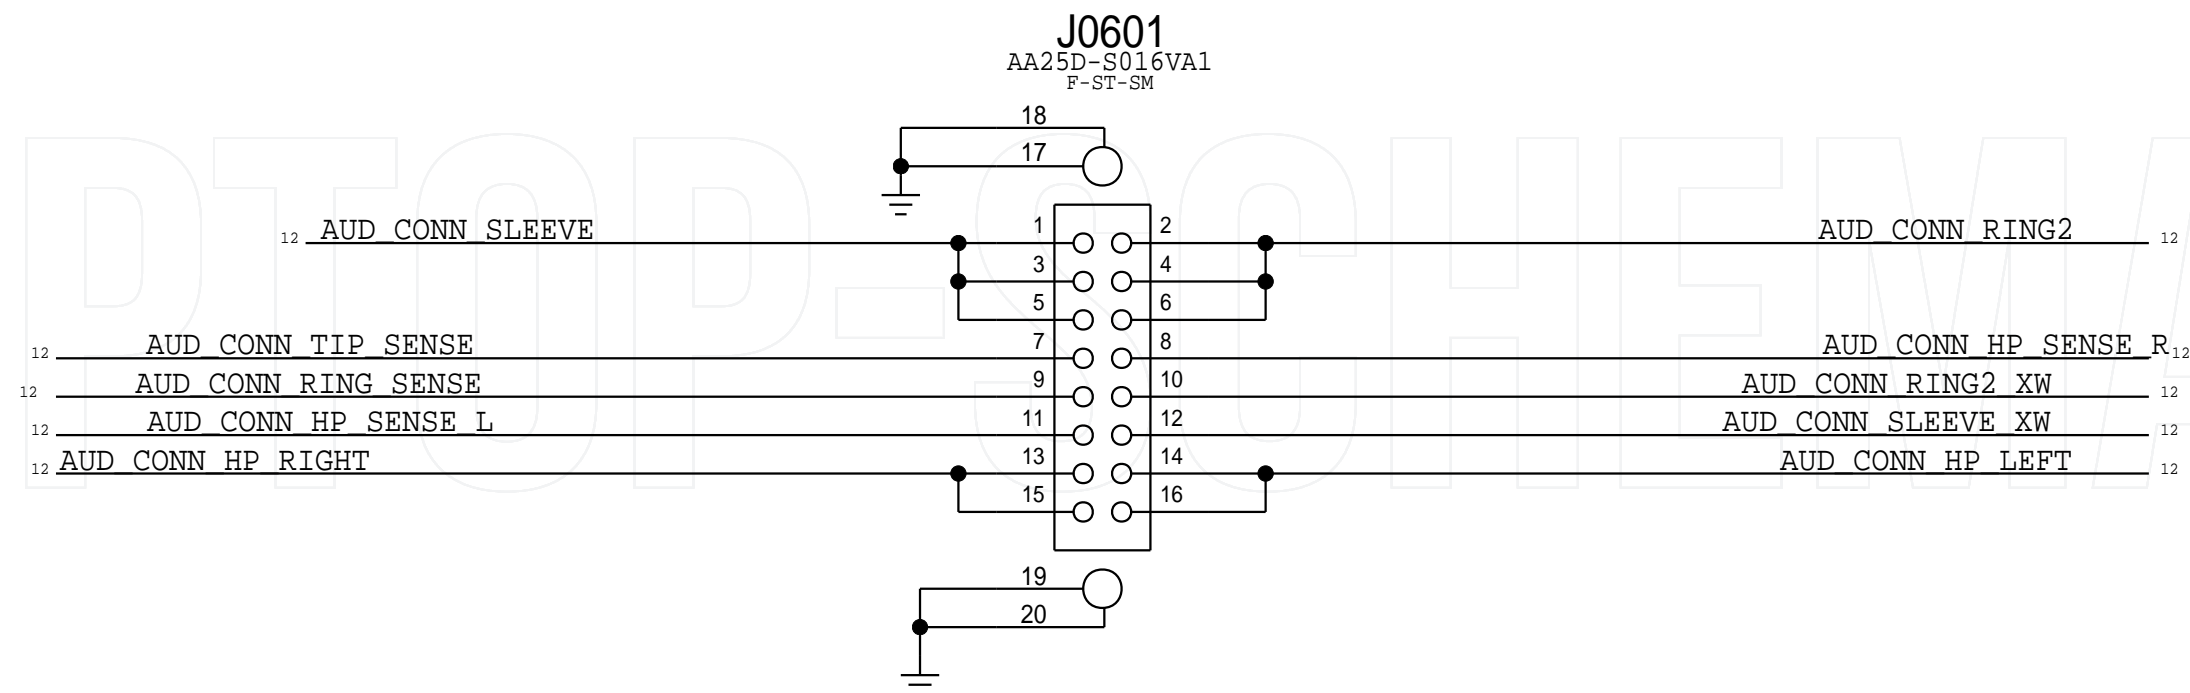 J0601
AA25D-S016VA1
F-ST-SM
18
17
12 AUD_CONN_SLEEVE 1 2 AUD_CONN_RING2 12
3 4
5 6
12 AUD_CONN_TIP_SENSE 7 8 AUD_CONN_HP_SENSE_R 12
12 AUD_CONN_RING_SENSE 9 10 AUD_CONN_RING2_XW 12
12 AUD_CONN_HP_SENSE_L 11 12 AUD_CONN_SLEEVE_XW 12
12 AUD_CONN_HP_RIGHT 13 14 AUD_CONN_HP_LEFT 12
15 16
19
20
PTOP-SCHEMA